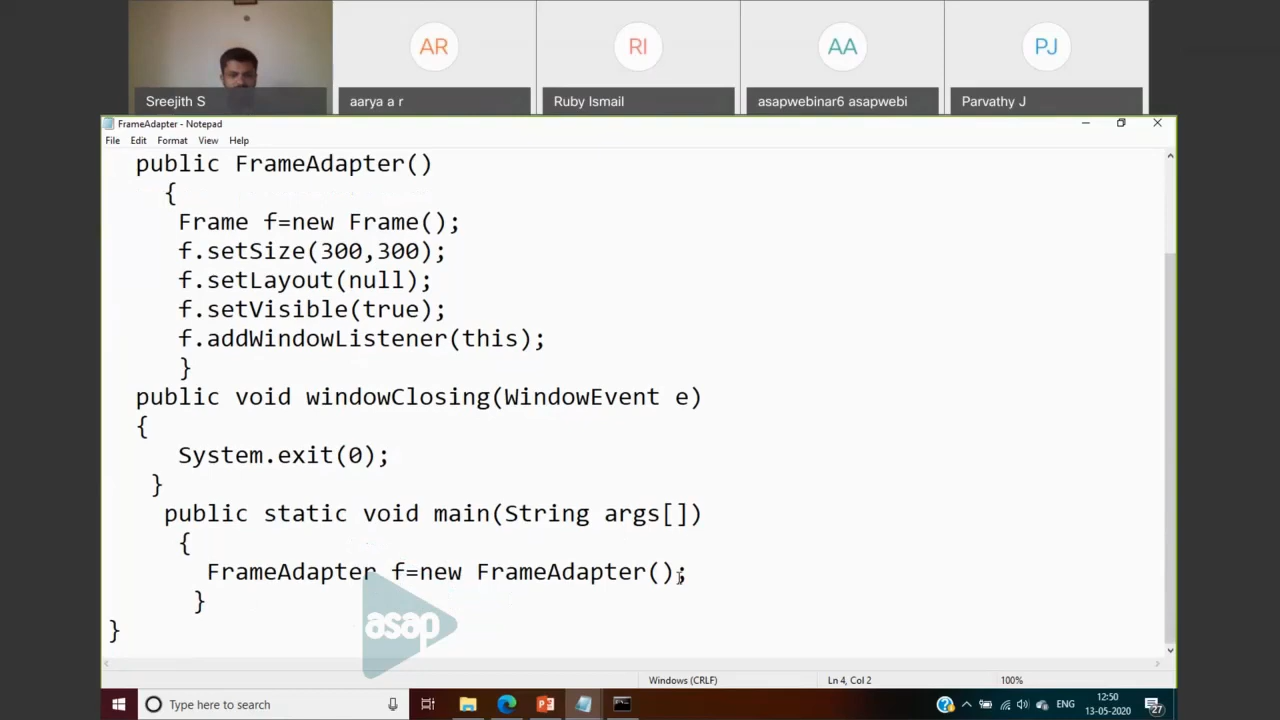 AR
RI
AA
PJ
Sreejith S
aarya a r
Ruby Ismail
asapwebinar6 asapwebi
Parvathy J
FrameAdapter - Notepad
File Edit Format View Help
public FrameAdapter()
{
Frame f=new Frame();
f.setSize(300,300);
f.setLayout(null);
f.setVisible(true);
f.addWindowListener(this);
}
public void windowClosing(WindowEvent e)
{
System.exit(0);
}
public static void main(String args[])
{
FrameAdapter f=new FrameAdapter();
}
}
asap
Windows (CRLF) Ln 4, Col 2 100%
Type here to search
ENG
12:50
13-05-2020
27